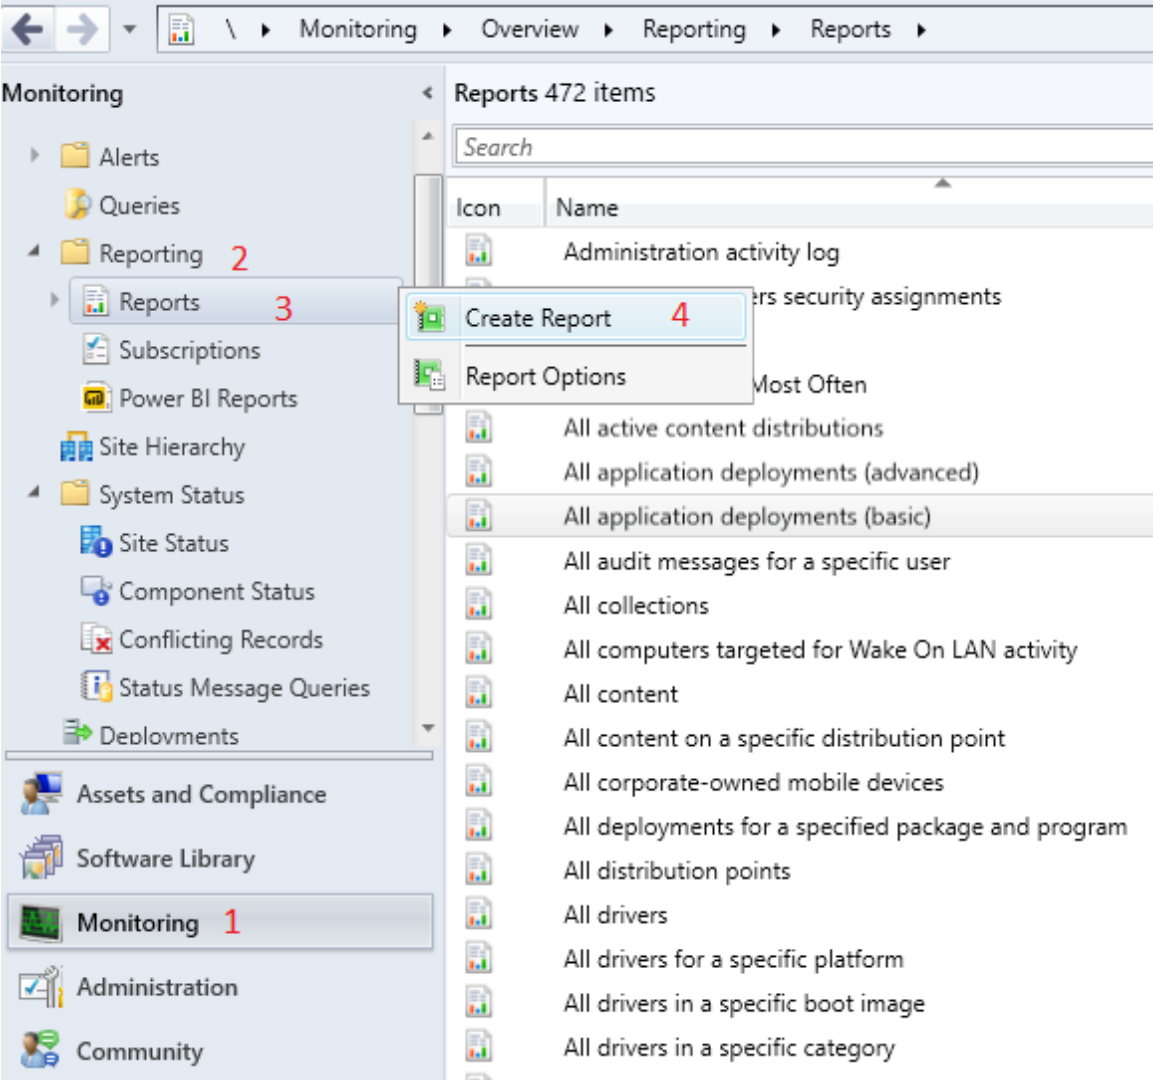 \ Monitoring Overview Reporting Reports
Monitoring
Alerts
Queries
Reporting 2
Reports 3
Subscriptions
Power BI Reports
Site Hierarchy
System Status
Site Status
Component Status
Conflicting Records
Status Message Queries
Deployments
Assets and Compliance
Software Library
Monitoring 1
Administration
Community
Create Report 4
Report Options
Reports 472 items
Search
Icon Name
Administration activity log
security assignments
Most Often
All active content distributions
All application deployments (advanced)
All application deployments (basic)
All audit messages for a specific user
All collections
All computers targeted for Wake On LAN activity
All content
All content on a specific distribution point
All corporate-owned mobile devices
All deployments for a specified package and program
All distribution points
All drivers
All drivers for a specific platform
All drivers in a specific boot image
All drivers in a specific category